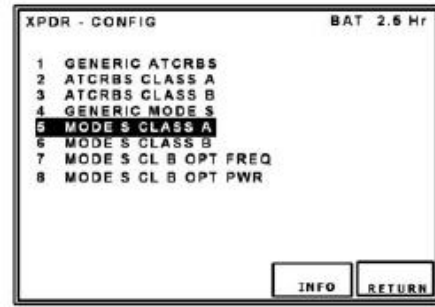 XPDR - CONFIG BAT 2.5 Hr
1 GENERIC ATCRBS
2 ATCRBS CLASS A
3 ATCRBS CLASS B
4 GENERIC MODE S
5 MODE S CLASS A
6 MODE S CLASS B
7 MODE S CL B OPT FREQ
8 MODE S CL B OPT PWR
INFO RETURN